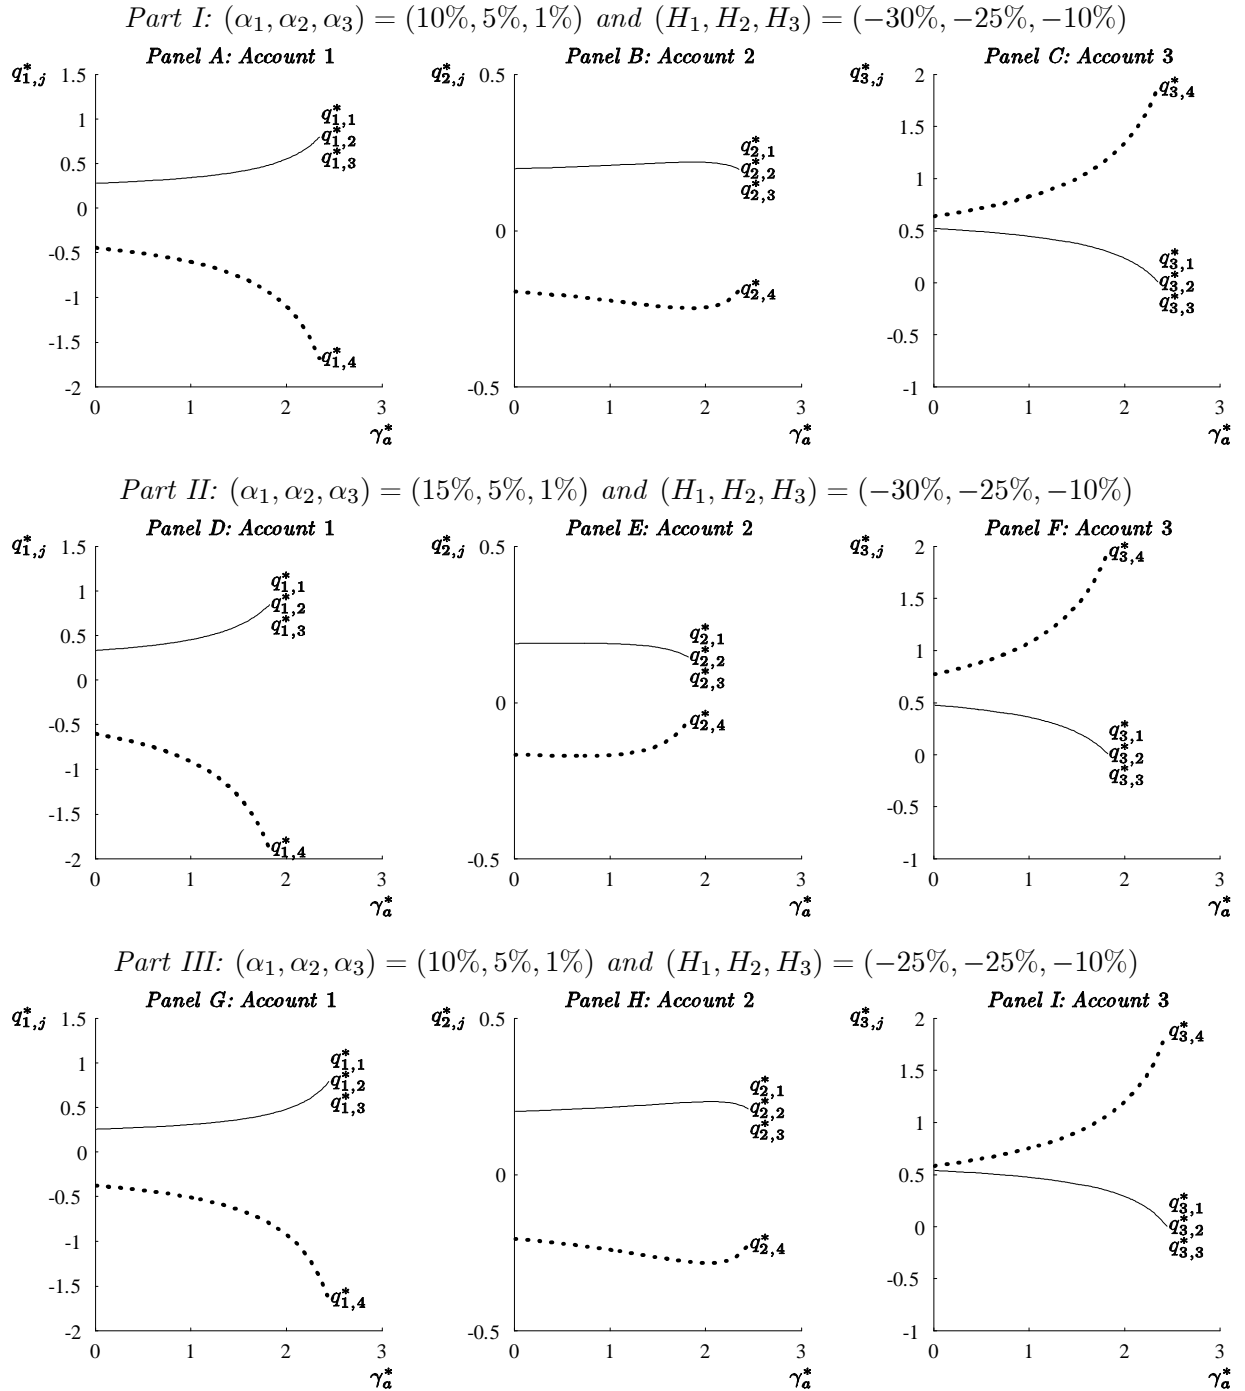 Part I: (α₁, α₂, α₃) = (10%, 5%, 1%) and (H₁, H₂, H₃) = (−30%, −25%, −10%)
Panel A: Account 1
Panel B: Account 2
Panel C: Account 3
q*₁,ⱼ
1.5
1
0.5
0
-0.5
-1
-1.5
-2
0 1 2 3
γ*ₐ
q*₁,₁
q*₁,₂
q*₁,₃
q*₁,₄
q*₂,ⱼ
0.5
0
-0.5
0 1 2 3
γ*ₐ
q*₂,₁
q*₂,₂
q*₂,₃
q*₂,₄
q*₃,ⱼ
2
1.5
1
0.5
0
-0.5
-1
0 1 2 3
γ*ₐ
q*₃,₄
q*₃,₁
q*₃,₂
q*₃,₃
Part II: (α₁, α₂, α₃) = (15%, 5%, 1%) and (H₁, H₂, H₃) = (−30%, −25%, −10%)
Panel D: Account 1
Panel E: Account 2
Panel F: Account 3
q*₁,ⱼ
1.5
1
0.5
0
-0.5
-1
-1.5
-2
0 1 2 3
γ*ₐ
q*₁,₁
q*₁,₂
q*₁,₃
q*₁,₄
q*₂,ⱼ
0.5
0
-0.5
0 1 2 3
γ*ₐ
q*₂,₁
q*₂,₂
q*₂,₃
q*₂,₄
q*₃,ⱼ
2
1.5
1
0.5
0
-0.5
-1
0 1 2 3
γ*ₐ
q*₃,₄
q*₃,₁
q*₃,₂
q*₃,₃
Part III: (α₁, α₂, α₃) = (10%, 5%, 1%) and (H₁, H₂, H₃) = (−25%, −25%, −10%)
Panel G: Account 1
Panel H: Account 2
Panel I: Account 3
q*₁,ⱼ
1.5
1
0.5
0
-0.5
-1
-1.5
-2
0 1 2 3
γ*ₐ
q*₁,₁
q*₁,₂
q*₁,₃
q*₁,₄
q*₂,ⱼ
0.5
0
-0.5
0 1 2 3
γ*ₐ
q*₂,₁
q*₂,₂
q*₂,₃
q*₂,₄
q*₃,ⱼ
2
1.5
1
0.5
0
-0.5
-1
0 1 2 3
γ*ₐ
q*₃,₄
q*₃,₁
q*₃,₂
q*₃,₃